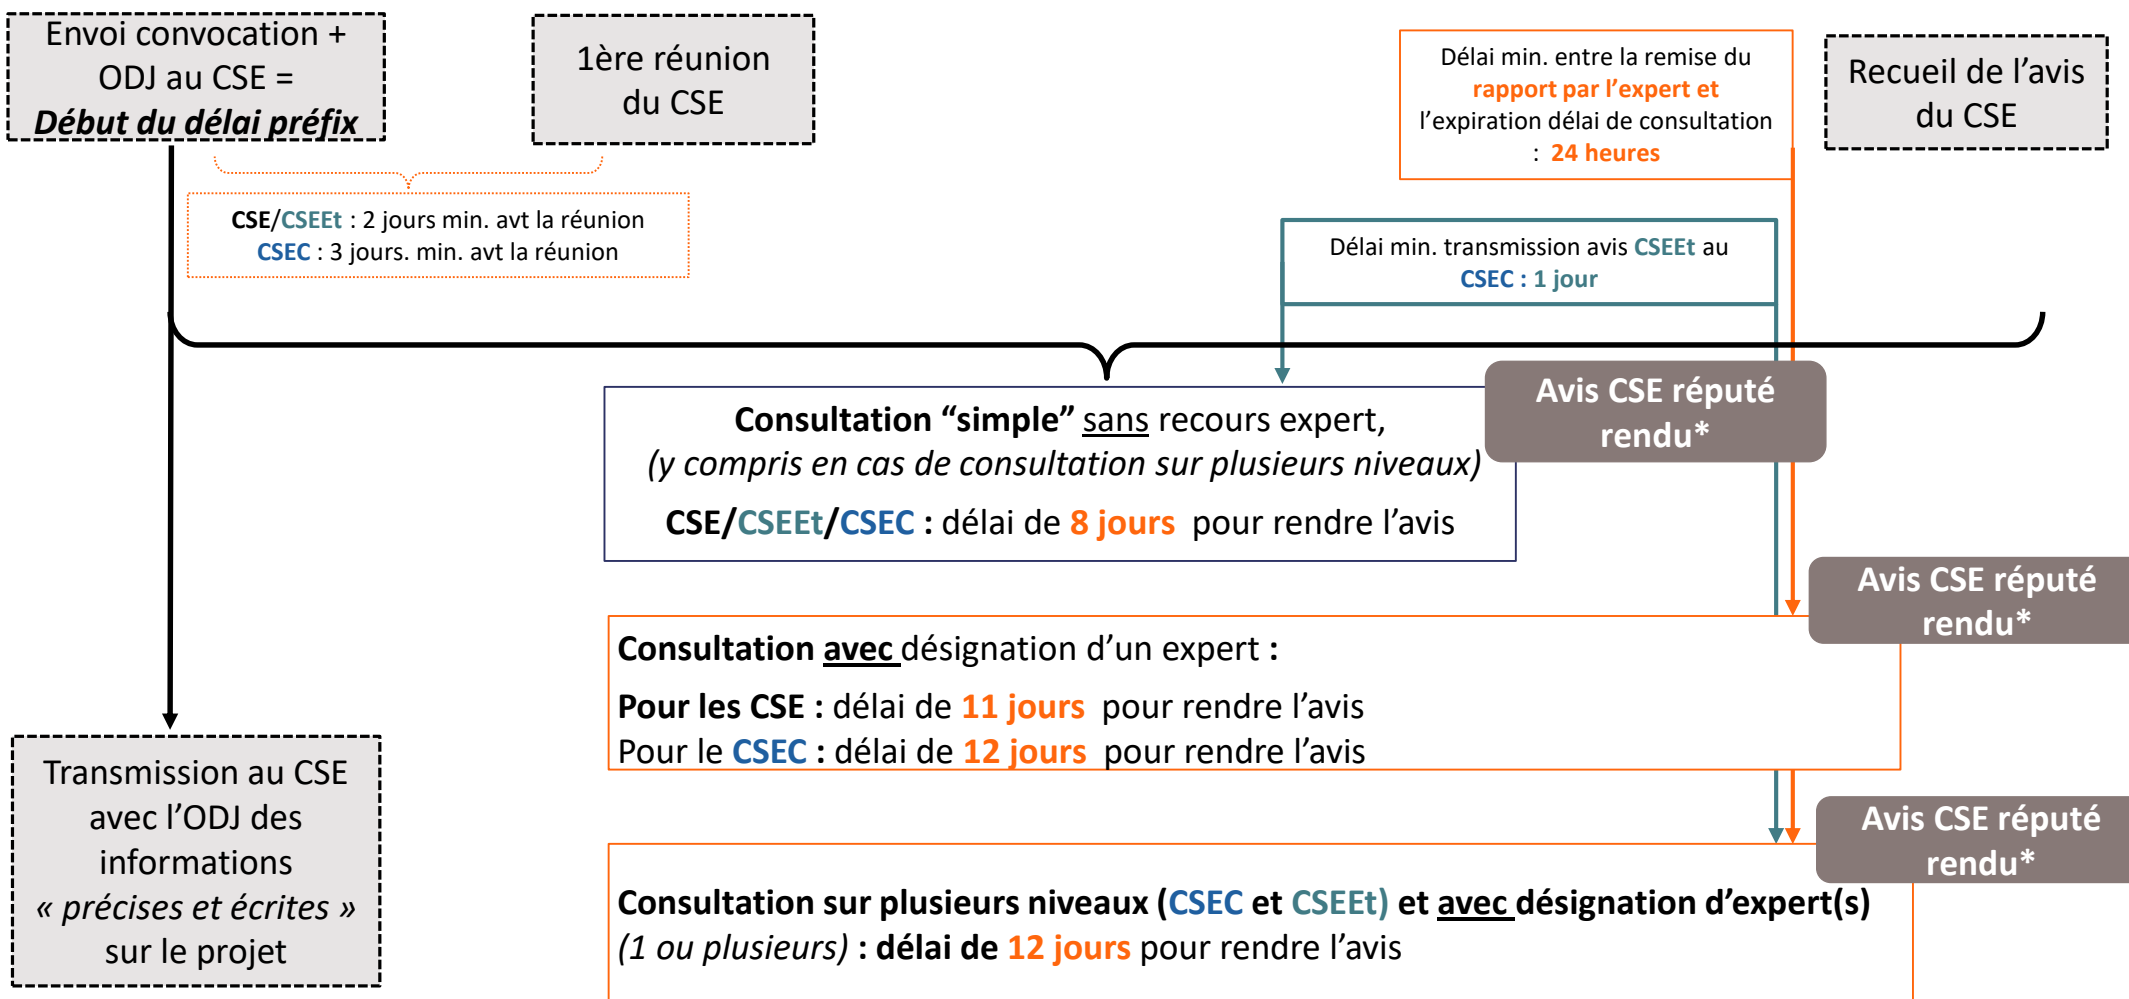 Envoi convocation +
ODJ au CSE =
Début du délai préfix
1ère réunion
du CSE
Délai min. entre la remise du
rapport par l’expert et
l’expiration délai de consultation
: 24 heures
Recueil de l’avis
du CSE
CSE/CSEEt : 2 jours min. avt la réunion
CSEC : 3 jours. min. avt la réunion
Délai min. transmission avis CSEEt au
CSEC : 1 jour
Avis CSE réputé
rendu*
Consultation “simple” sans recours expert,
(y compris en cas de consultation sur plusieurs niveaux)
CSE/CSEEt/CSEC : délai de 8 jours pour rendre l’avis
Avis CSE réputé
rendu*
Consultation avec désignation d’un expert :
Pour les CSE : délai de 11 jours pour rendre l’avis
Pour le CSEC : délai de 12 jours pour rendre l’avis
Transmission au CSE
avec l’ODJ des
informations
« précises et écrites »
sur le projet
Avis CSE réputé
rendu*
Consultation sur plusieurs niveaux (CSEC et CSEEt) et avec désignation d’expert(s)
(1 ou plusieurs) : délai de 12 jours pour rendre l’avis